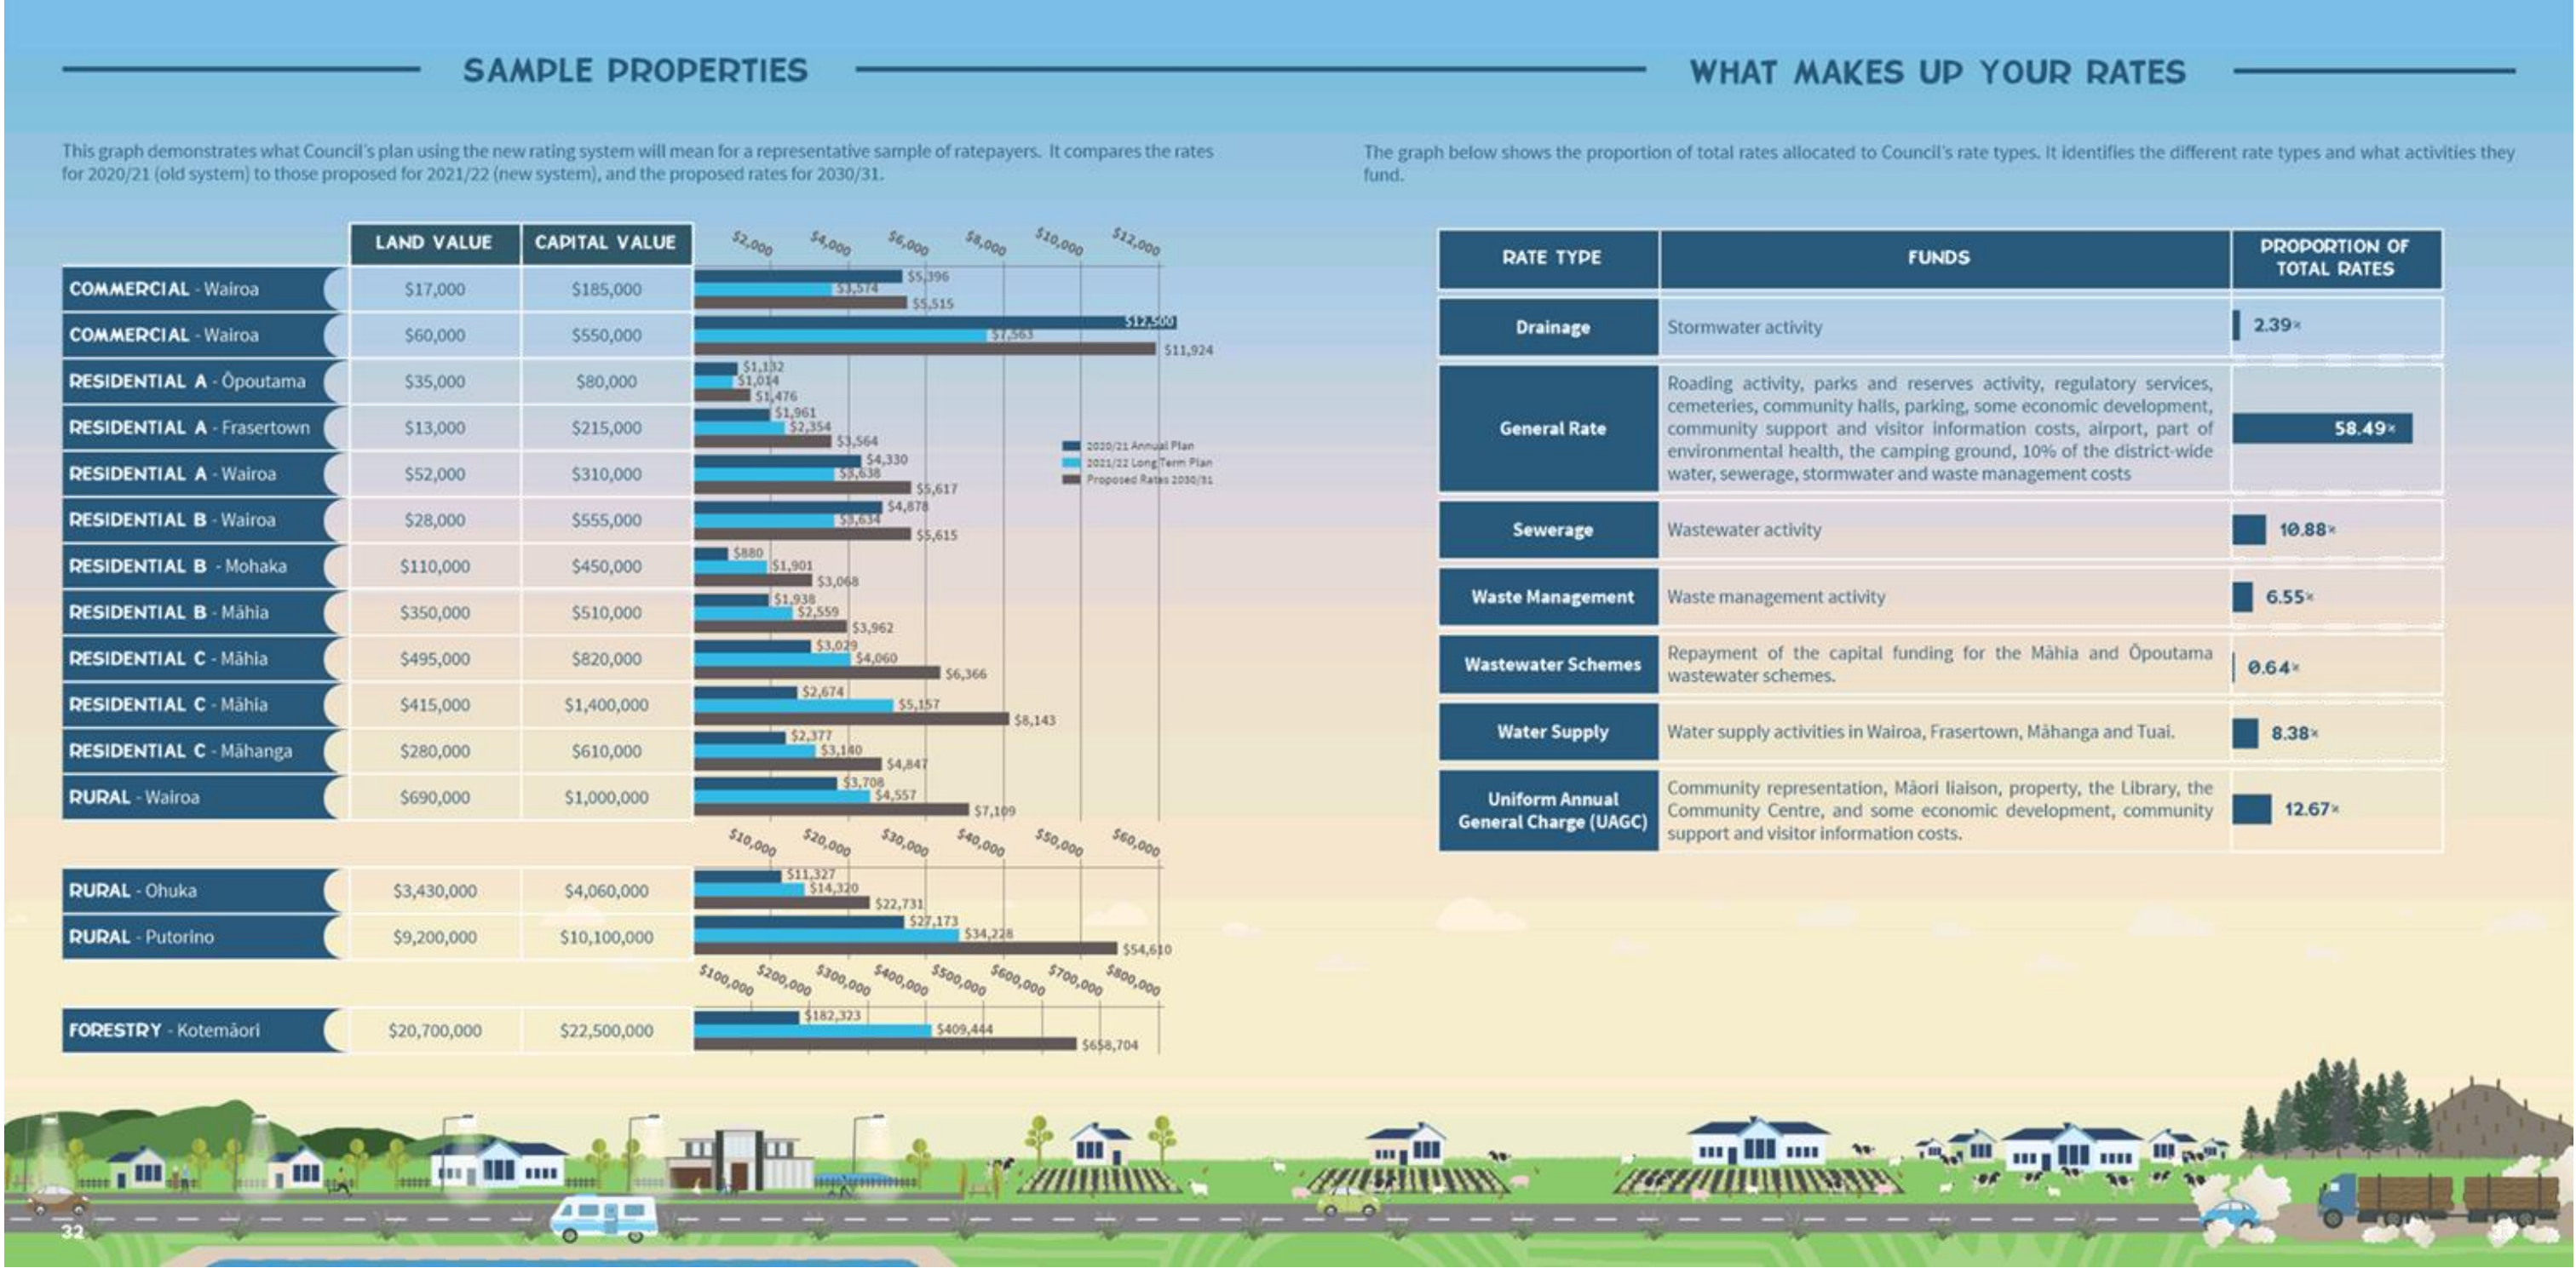 SAMPLE PROPERTIES
This graph demonstrates what Council's plan using the new rating system will mean for a representative sample of ratepayers. It compares the rates
for 2020/21 (old system) to those proposed for 2021/22 (new system), and the proposed rates for 2030/31.
LAND VALUE CAPITAL VALUE $2,000 $4,000 $6,000 $8,000 $10,000 $12,000
COMMERCIAL - Wairoa $17,000 $185,000 $5,396 $3,574 $5,515
COMMERCIAL - Wairoa $60,000 $550,000 $12,500 $7,563 $11,924
RESIDENTIAL A - Ōpoutama $35,000 $80,000 $1,132 $1,014 $1,476
RESIDENTIAL A - Frasertown $13,000 $215,000 $1,961 $2,354 $3,564
RESIDENTIAL A - Wairoa $52,000 $310,000 $4,330 $3,638 $5,617
RESIDENTIAL B - Wairoa $28,000 $555,000 $4,878 $3,634 $5,615
RESIDENTIAL B - Mohaka $110,000 $450,000 $880 $1,901 $3,068
RESIDENTIAL B - Māhia $350,000 $510,000 $1,938 $2,559 $3,962
RESIDENTIAL C - Māhia $495,000 $820,000 $3,029 $4,060 $6,366
RESIDENTIAL C - Māhia $415,000 $1,400,000 $2,674 $5,157 $8,143
RESIDENTIAL C - Māhanga $280,000 $610,000 $2,377 $3,140 $4,847
RURAL - Wairoa $690,000 $1,000,000 $3,708 $4,557 $7,109
2020/21 Annual Plan
2021/22 Long Term Plan
Proposed Rates 2030/31
$10,000 $20,000 $30,000 $40,000 $50,000 $60,000
RURAL - Ohuka $3,430,000 $4,060,000 $11,327 $14,320 $22,731
RURAL - Putorino $9,200,000 $10,100,000 $27,173 $34,228 $54,610
$100,000 $200,000 $300,000 $400,000 $500,000 $600,000 $700,000 $800,000
FORESTRY - Kotemāori $20,700,000 $22,500,000 $182,323 $409,444 $658,704
32
WHAT MAKES UP YOUR RATES
The graph below shows the proportion of total rates allocated to Council's rate types. It identifies the different rate types and what activities they
fund.
RATE TYPE FUNDS PROPORTION OF
TOTAL RATES
Drainage Stormwater activity 2.39%
General Rate
Roading activity, parks and reserves activity, regulatory services,
cemeteries, community halls, parking, some economic development,
community support and visitor information costs, airport, part of
environmental health, the camping ground, 10% of the district-wide
water, sewerage, stormwater and waste management costs
58.49%
Sewerage Wastewater activity 10.88%
Waste Management Waste management activity 6.55%
Wastewater Schemes
Repayment of the capital funding for the Māhia and Ōpoutama
wastewater schemes.
0.64%
Water Supply Water supply activities in Wairoa, Frasertown, Māhanga and Tuai. 8.38%
Uniform Annual
General Charge (UAGC)
Community representation, Māori liaison, property, the Library, the
Community Centre, and some economic development, community
support and visitor information costs.
12.67%